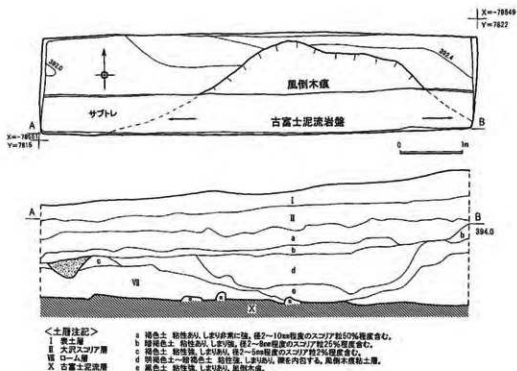 X=-78549
Y=7622
392.0
392.4
風倒木痕
サブトレ
古富士泥流岩盤
A
B
X=-78551
Y=7615
0 1m
A
I
II
B
394.0
a
b
b
c
d
e
VII
X
<土層注記>
I 表土層
II 大沢スコリア層
VII ローム層
X 古富士泥流層
a 褐色土 粘性あり、しまり非常に強。径2~10mm程度のスコリア粒50%程度含む。
b 暗褐色土 粘性あり、しまり強。径2~8mm程度のスコリア粒25%程度含む。
c 褐色土 粘性強、しまりあり。径2~5mm程度のスコリア粒2%程度含む。
d 明褐色土~暗褐色土 粘性強、しまりあり。礫を内包する。風倒木痕粘土層。
e 黒色土 粘性強、しまりあり。風倒木痕。